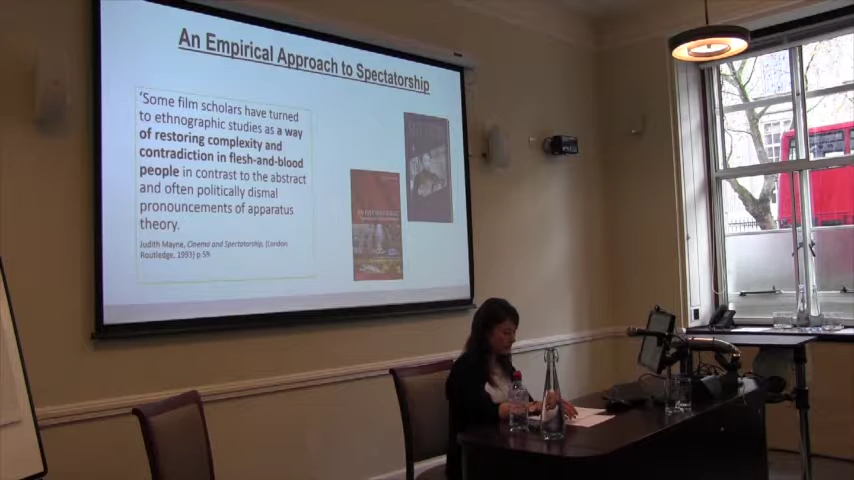 An Empirical Approach to Spectatorship
‘Some film scholars have turned
to ethnographic studies as a way
of restoring complexity and
contradiction in flesh-and-blood
people in contrast to the abstract
and often politically dismal
pronouncements of apparatus
theory.
Judith Mayne, Cinema and Spectatorship, (London
Routledge, 1993) p 59.